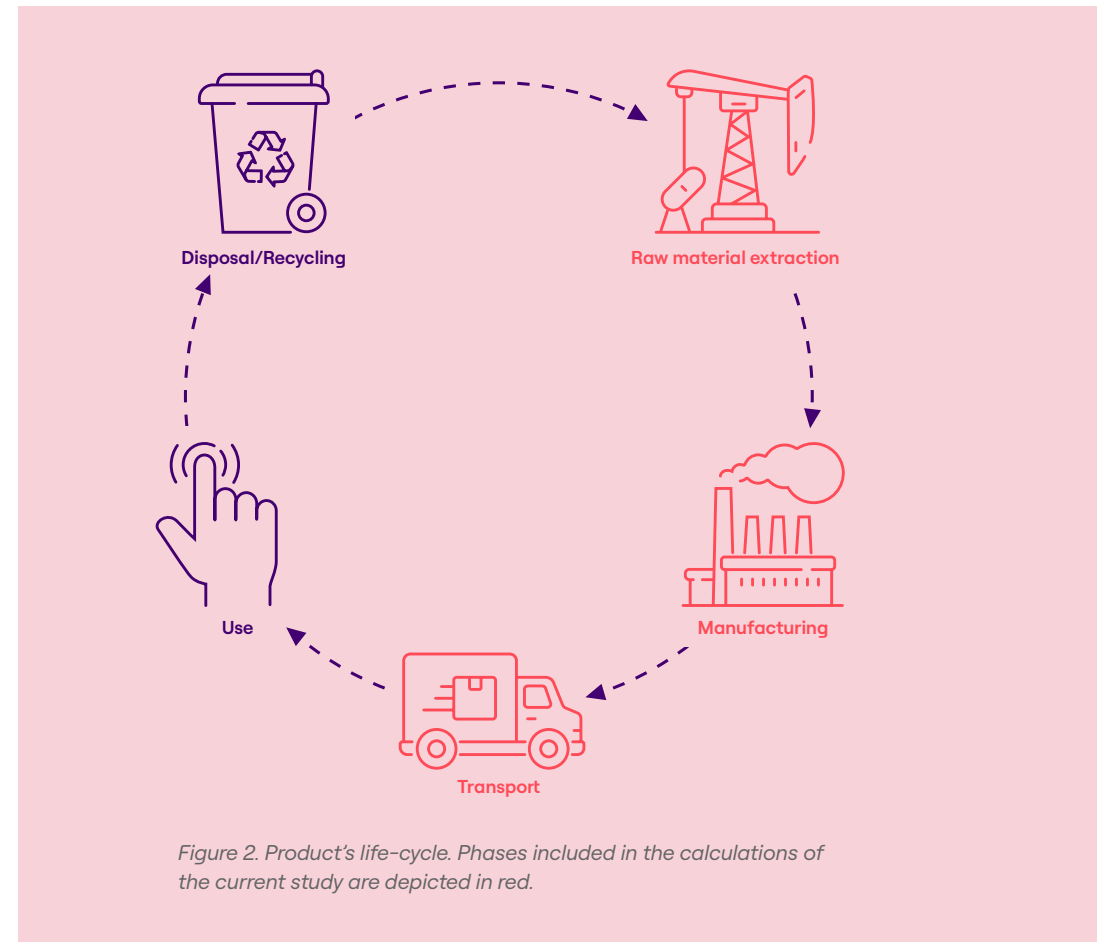 Disposal/Recycling
Raw material extraction
Use
Manufacturing
Transport
Figure 2. Product's life-cycle. Phases included in the calculations of
the current study are depicted in red.